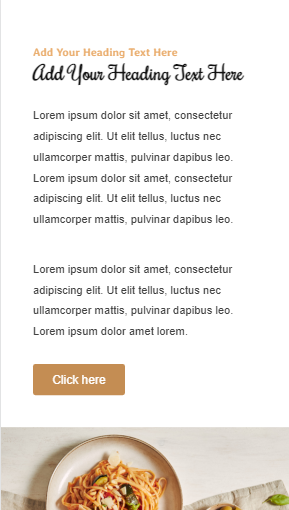 Add Your Heading Text Here
Add Your Heading Text Here
Lorem ipsum dolor sit amet, consectetur
adipiscing elit. Ut elit tellus, luctus nec
ullamcorper mattis, pulvinar dapibus leo.
Lorem ipsum dolor sit amet, consectetur
adipiscing elit. Ut elit tellus, luctus nec
ullamcorper mattis, pulvinar dapibus leo.
Lorem ipsum dolor sit amet, consectetur
adipiscing elit. Ut elit tellus, luctus nec
ullamcorper mattis, pulvinar dapibus leo.
Lorem ipsum dolor amet lorem.
Click here